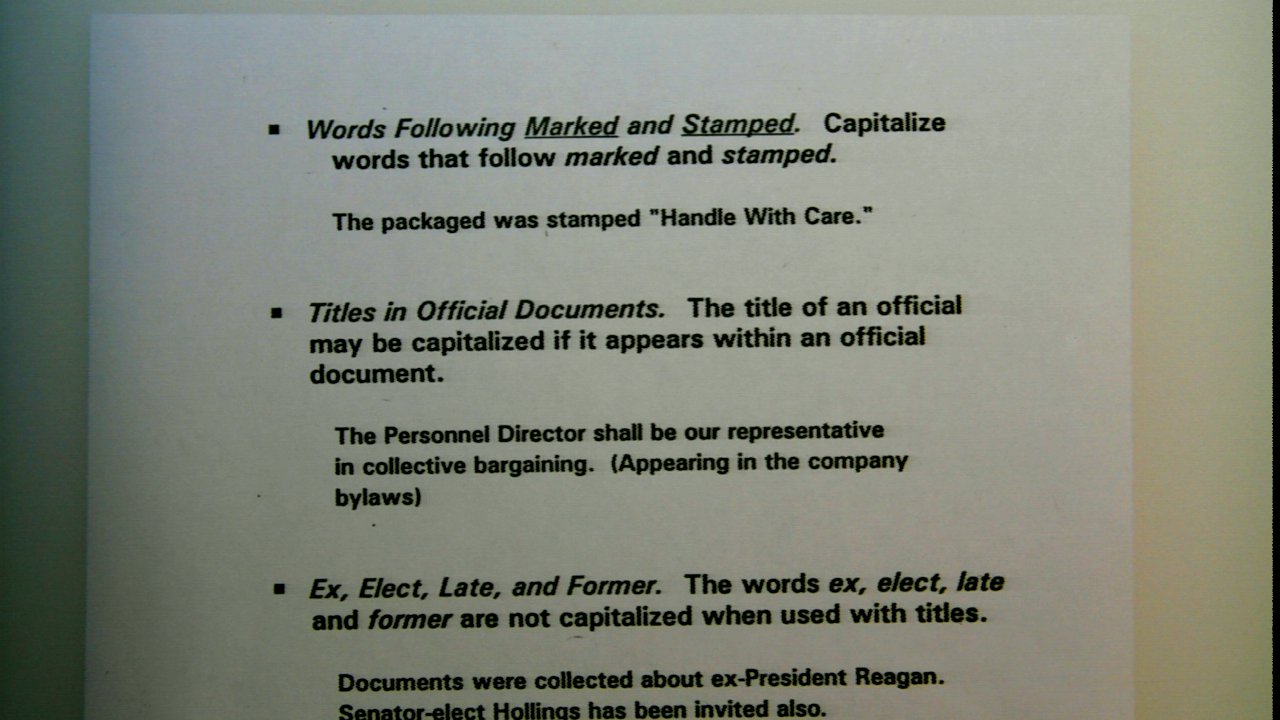 ▪ Words Following Marked and Stamped. Capitalize
words that follow marked and stamped.
The packaged was stamped "Handle With Care."
▪ Titles in Official Documents. The title of an official
may be capitalized if it appears within an official
document.
The Personnel Director shall be our representative
in collective bargaining. (Appearing in the company
bylaws)
▪ Ex, Elect, Late, and Former. The words ex, elect, late
and former are not capitalized when used with titles.
Documents were collected about ex-President Reagan.
Senator-elect Hollings has been invited also.